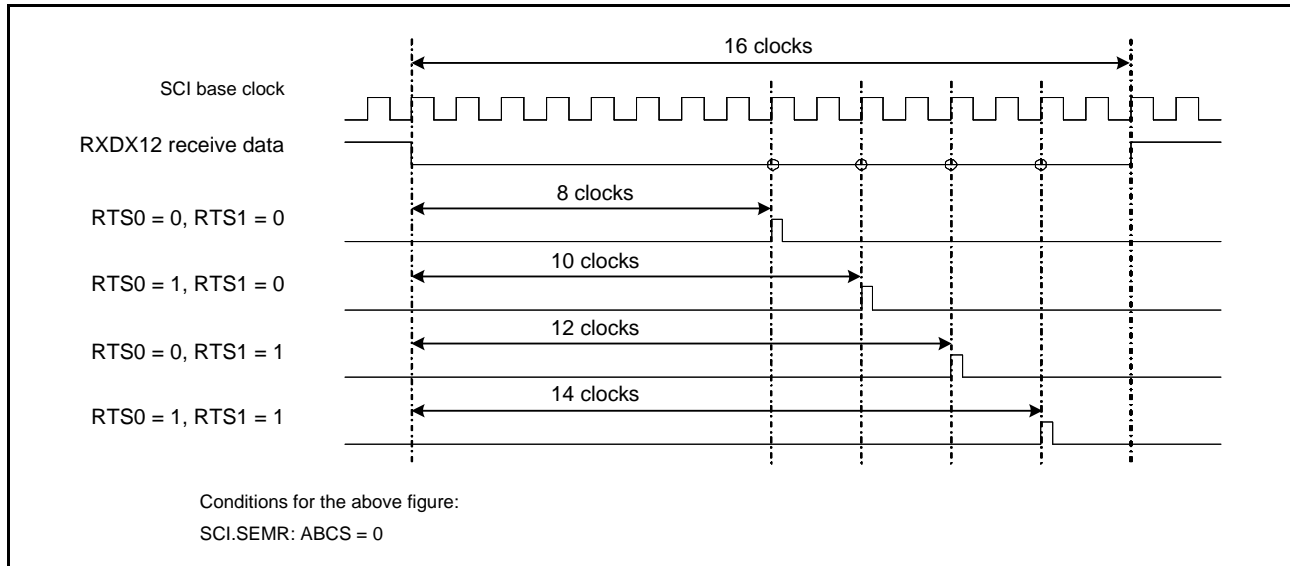 16 clocks
SCI base clock
RXDX12 receive data
8 clocks
RTS0 = 0, RTS1 = 0
10 clocks
RTS0 = 1, RTS1 = 0
12 clocks
RTS0 = 0, RTS1 = 1
14 clocks
RTS0 = 1, RTS1 = 1
Conditions for the above figure:
SCI.SEMR: ABCS = 0